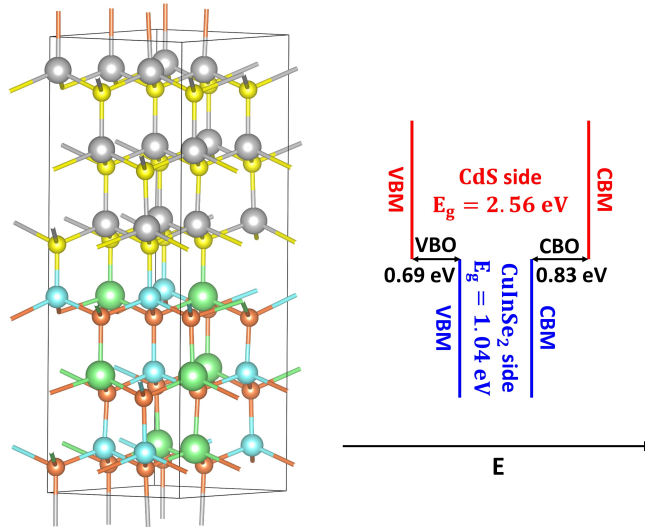 VBM
CdS side
E_g = 2.56 eV
CBM
VBO
CBO
0.69 eV
0.83 eV
VBM
CuInSe₂ side
E_g = 1.04 eV
CBM
E